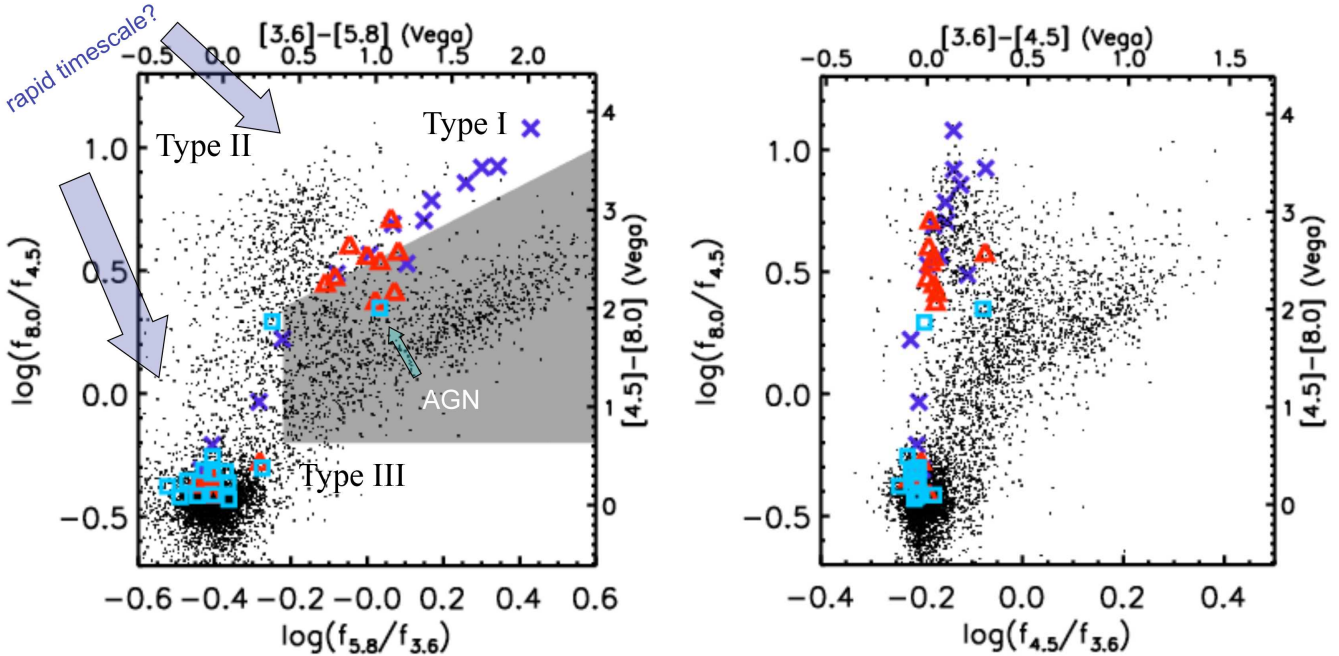 rapid timescale?
[3.6]−[5.8] (Vega)
−0.5 0.0 0.5 1.0 1.5 2.0
Type I
Type II
AGN
Type III
1.0
0.5
0.0
−0.5
log(f8.0/f4.5)
4
3
2
1
0
[4.5]−[8.0] (Vega)
−0.6 −0.4 −0.2 −0.0 0.2 0.4 0.6
log(f5.8/f3.6)
[3.6]−[4.5] (Vega)
−0.5 0.0 0.5 1.0 1.5
1.0
0.5
0.0
−0.5
log(f8.0/f4.5)
4
3
2
1
0
[4.5]−[8.0] (Vega)
−0.4 −0.2 0.0 0.2 0.4
log(f4.5/f3.6)